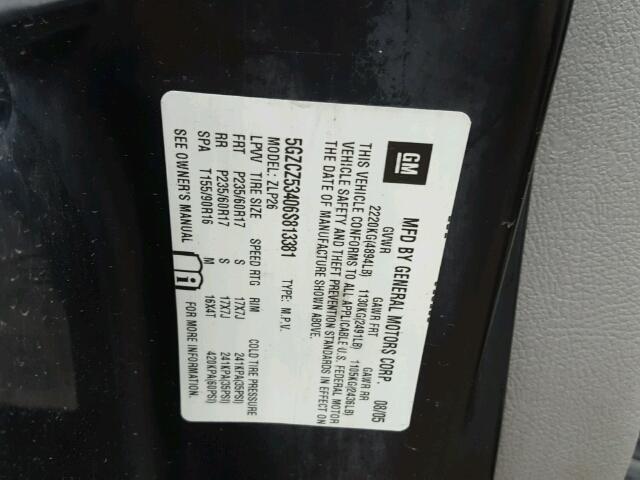 GM
MFD BY GENERAL MOTORS CORP. 08/05
GVWR GAWR FRT GAWR RR
2220KG(4894LB) 1130KG(2491LB) 1105KG(2436LB)
THIS VEHICLE CONFORMS TO ALL APPLICABLE U.S. FEDERAL MOTOR
VEHICLE SAFETY AND THEFT PREVENTION STANDARDS IN EFFECT ON
THE DATE OF MANUFACTURE SHOWN ABOVE.
5GZCZ53406S813381 TYPE: M.P.V.
MODEL: ZLP26
LPVV TIRE SIZE SPEED RTG RIM COLD TIRE PRESSURE
FRT P235/60R17 S 17X7J 241KPA(35PSI)
RR P235/60R17 S 17X7J 241KPA(35PSI)
SPA T155/90R16 M 16X4T 420KPA(60PSI)
SEE OWNER'S MANUAL i FOR MORE INFORMATION.